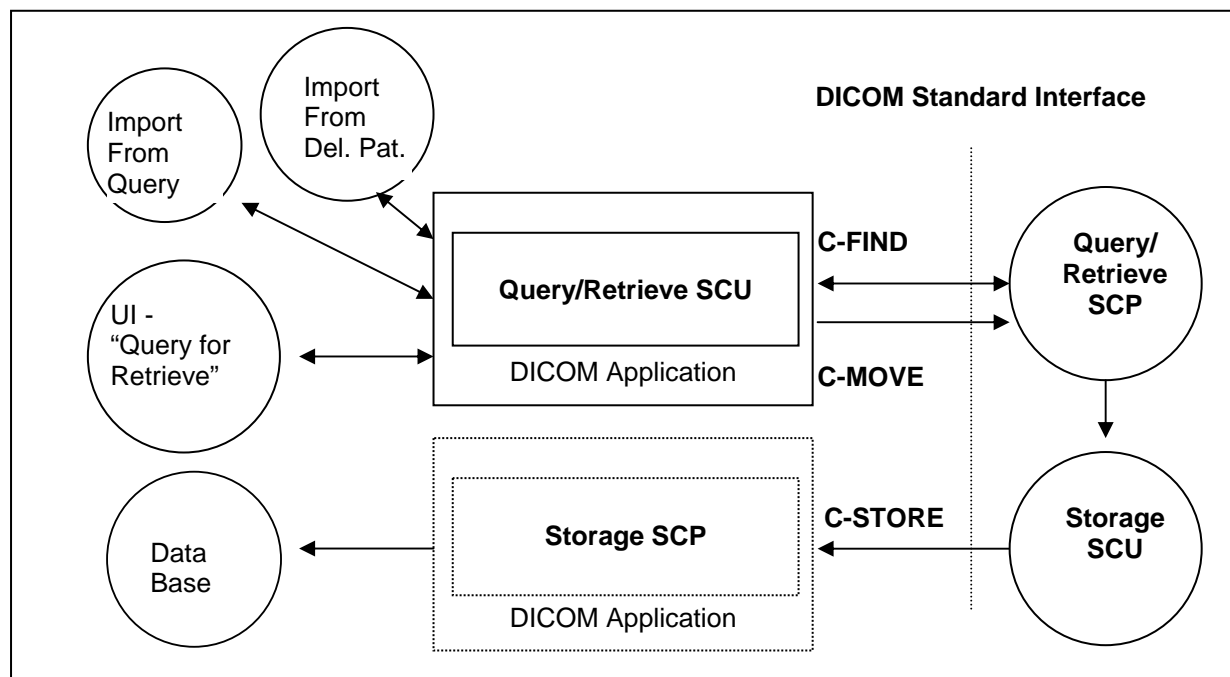 Import
From
Del. Pat.
Import
From
Query
DICOM Standard Interface
C-FIND
Query/
Retrieve
SCP
Query/Retrieve SCU
UI -
“Query for
Retrieve”
DICOM Application
C-MOVE
Storage SCP
C-STORE
Storage
SCU
Data
Base
DICOM Application